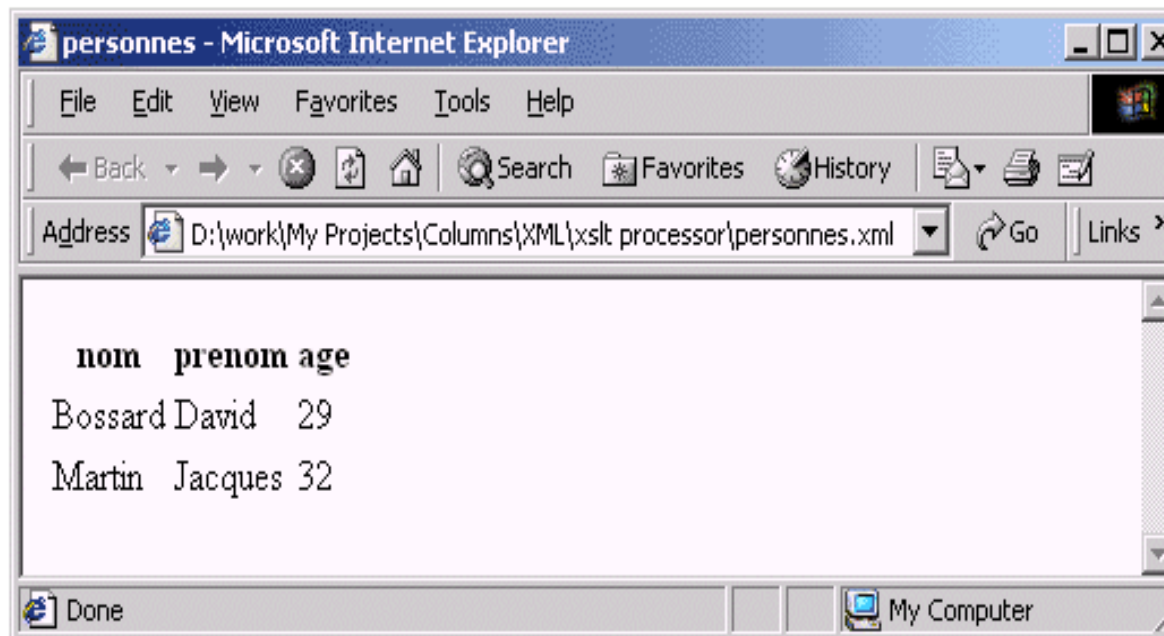 personnes - Microsoft Internet Explorer
File Edit View Favorites Tools Help
Back Search Favorites History
Address D:\work\My Projects\Columns\XML\xslt processor\personnes.xml Go Links
nom prenom age
Bossard David 29
Martin Jacques 32
Done My Computer